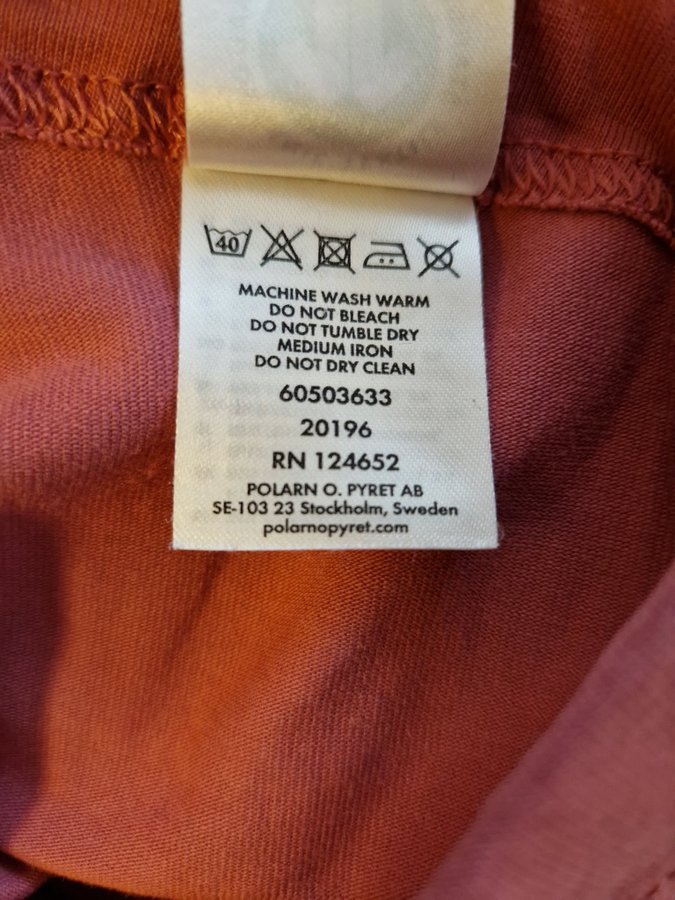 40
MACHINE WASH WARM
DO NOT BLEACH
DO NOT TUMBLE DRY
MEDIUM IRON
DO NOT DRY CLEAN
60503633
20196
RN 124652
POLARN O. PYRET AB
SE-103 23 Stockholm, Sweden
polarnopyret.com